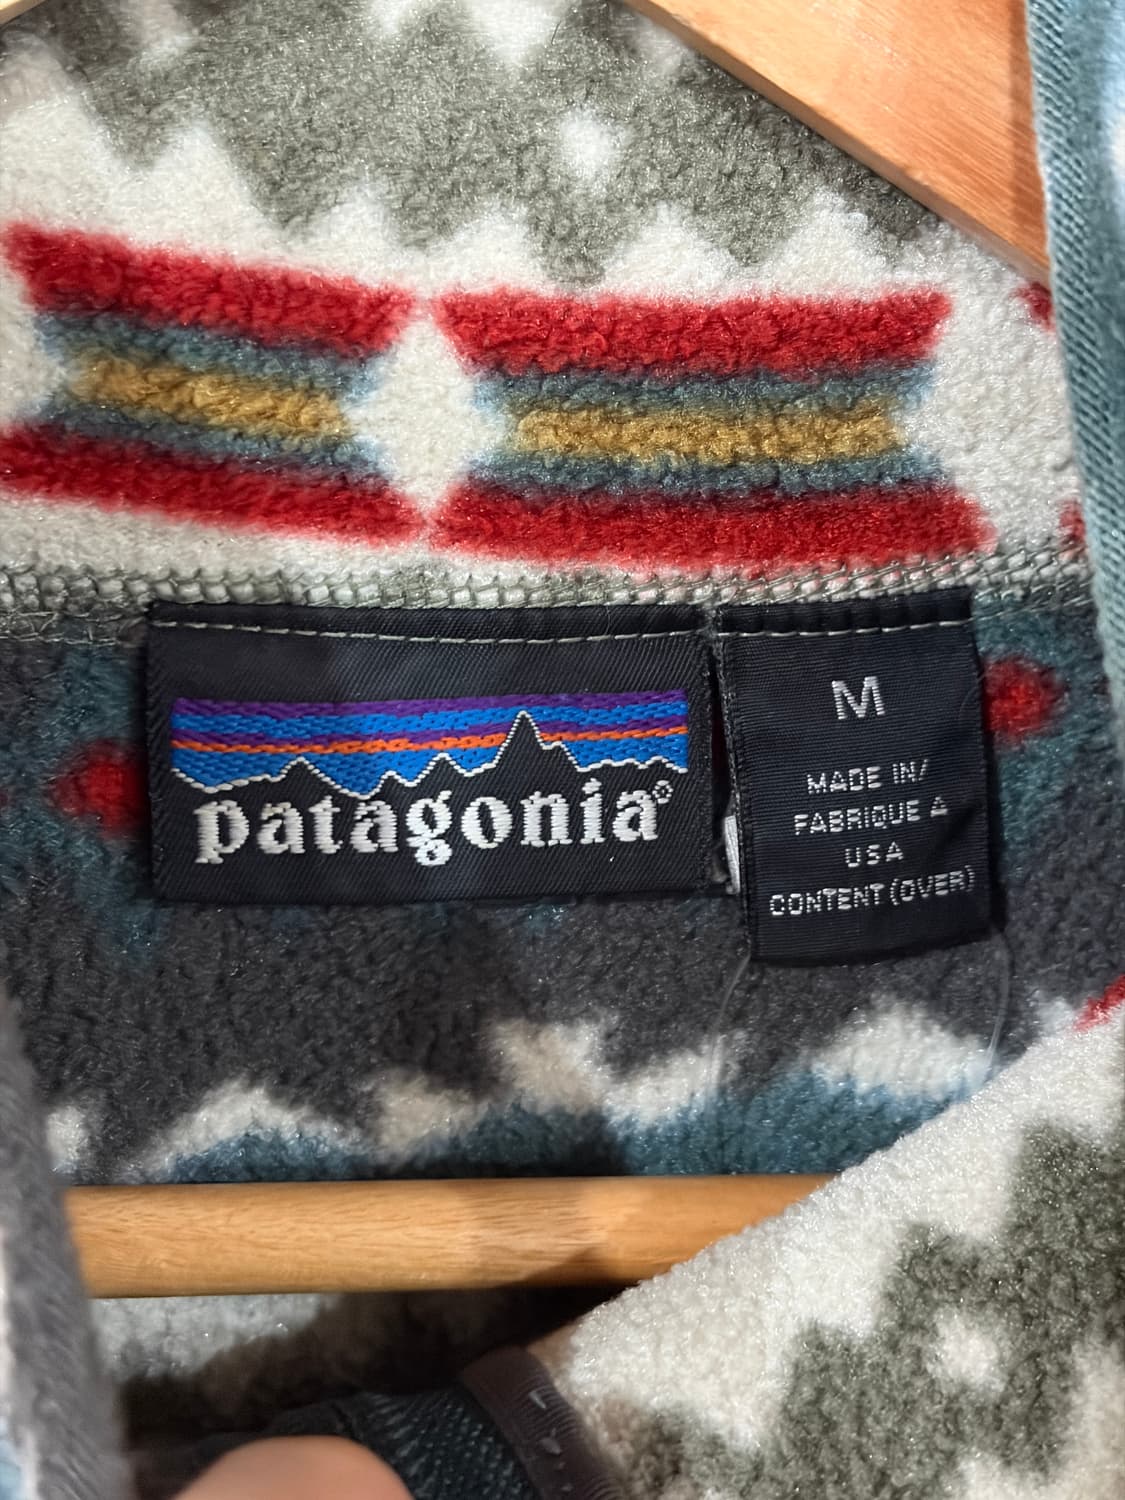 patagonia®
M
MADE IN/
FABRIQUE A
USA
CONTENT (OVER)